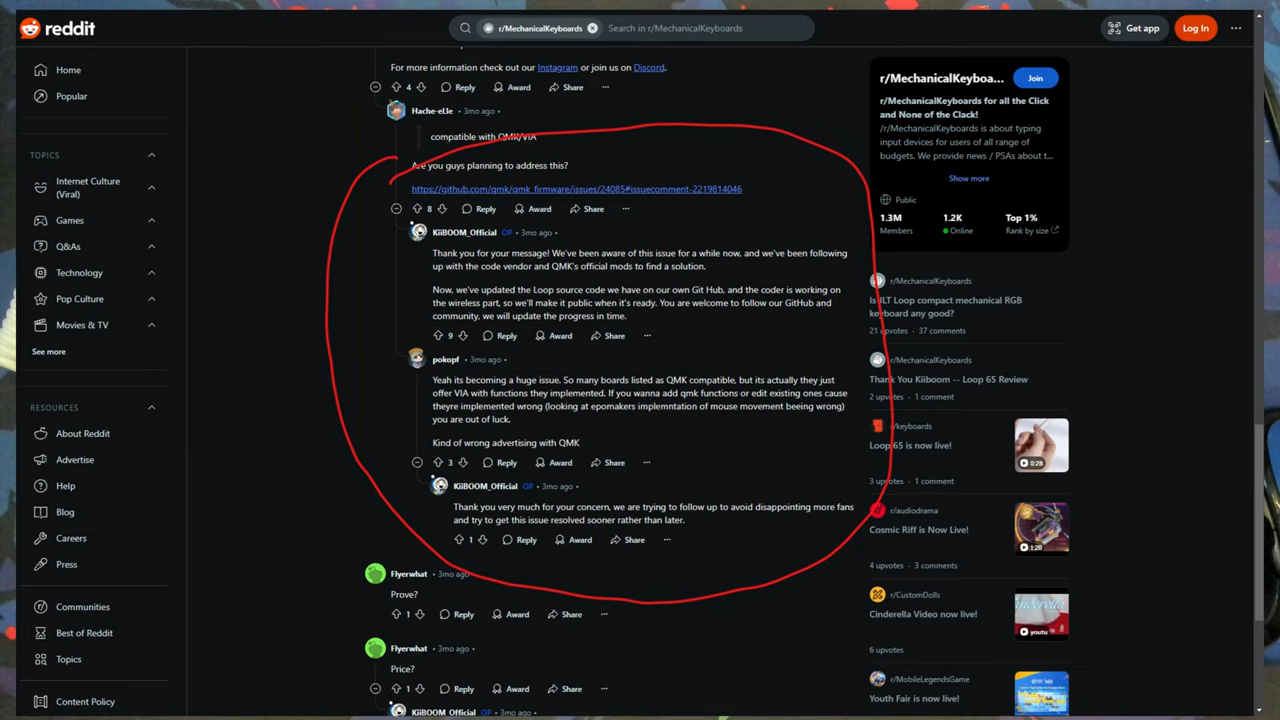 reddit
r/MechanicalKeyboards
Search in r/MechanicalKeyboards
Get app
Log In
Home
Popular
TOPICS
Internet Culture
(Viral)
Games
Q&As
Technology
Pop Culture
Movies & TV
See more
RESOURCES
About Reddit
Advertise
Help
Blog
Careers
Press
Communities
Best of Reddit
Topics
Content Policy
For more information check out our Instagram or join us on Discord.
4 Reply Award Share
Hache-eLle • 3mo ago •
compatible with QMK/VIA
Are you guys planning to address this?
https://github.com/qmk/qmk_firmware/issues/24085#issuecomment-2219814046
8 Reply Award Share
KiiBOOM_Official OP • 3mo ago •
Thank you for your message! We've been aware of this issue for a while now, and we've been following
up with the code vendor and QMK's official mods to find a solution.
Now, we've updated the Loop source code we have on our own Git Hub, and the coder is working on
the wireless part, so we'll make it public when it's ready. You are welcome to follow our GitHub and
community, we will update the progress in time.
9 Reply Award Share
pokopf • 3mo ago •
Yeah its becoming a huge issue. So many boards listed as QMK compatible, but its actually they just
offer VIA with functions they implemented. If you wanna add qmk functions or edit existing ones cause
theyre implemented wrong (looking at epomakers implemntation of mouse movement beeing wrong)
you are out of luck.
Kind of wrong advertising with QMK
3 Reply Award Share
KiiBOOM_Official OP • 3mo ago •
Thank you very much for your concern, we are trying to follow up to avoid disappointing more fans
and try to get this issue resolved sooner rather than later.
1 Reply Award Share
Flyerwhat • 3mo ago
Prove?
1 Reply Award Share
Flyerwhat • 3mo ago •
Price?
1 Reply Award Share
KiiBOOM_Official OP • 3mo ago •
r/MechanicalKeyboa...
Join
r/MechanicalKeyboards for all the Click
and None of the Clack!
/r/MechanicalKeyboards is about typing
input devices for users of all range of
budgets. We provide news / PSAs about t...
Show more
Public
1.3M 1.2K Top 1%
Members Online Rank by size
r/MechanicalKeyboards
Is LT Loop compact mechanical RGB
keyboard any good?
21 upvotes • 37 comments
r/MechanicalKeyboards
Thank You Kiiboom -- Loop 65 Review
2 upvotes • 1 comment
r/keyboards
Loop 65 is now live!
0:28
3 upvotes • 1 comment
r/audiodrama
Cosmic Riff is Now Live!
1:20
4 upvotes • 3 comments
r/CustomDolls
Cinderella Video now live!
youtu
6 upvotes
r/MobileLegendsGame
Youth Fair is now live!